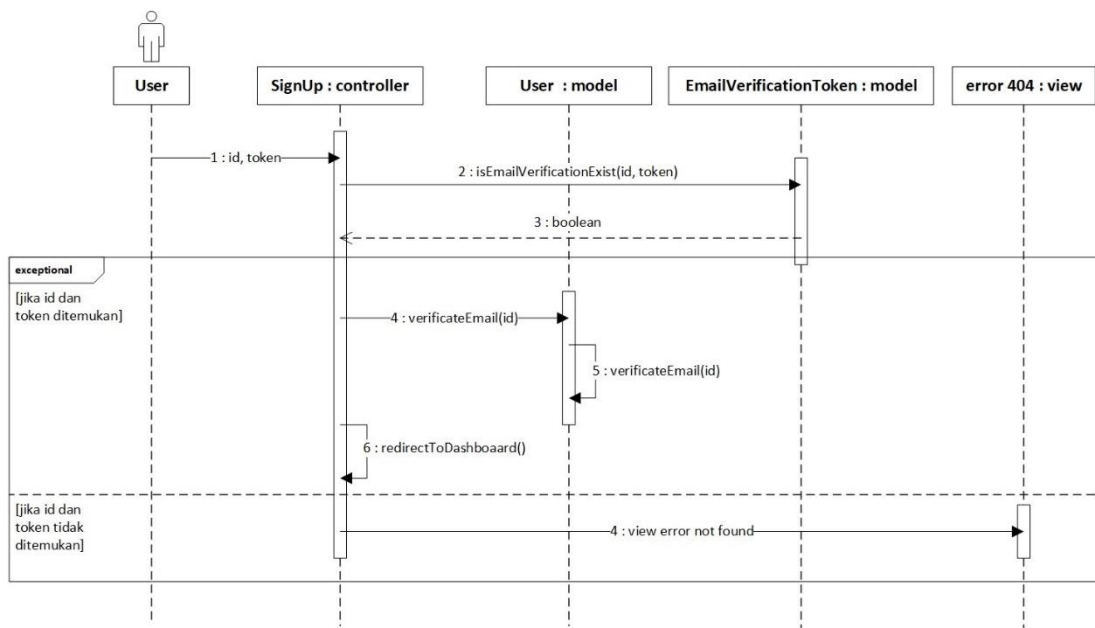 User
SignUp : controller
User : model
EmailVerificationToken : model
error 404 : view
1 : id, token
2 : isEmailVerificationExist(id, token)
3 : boolean
exceptional
[jika id dan
token ditemukan]
4 : verificateEmail(id)
5 : verificateEmail(id)
6 : redirectToDashboaard()
[jika id dan
token tidak
ditemukan]
4 : view error not found